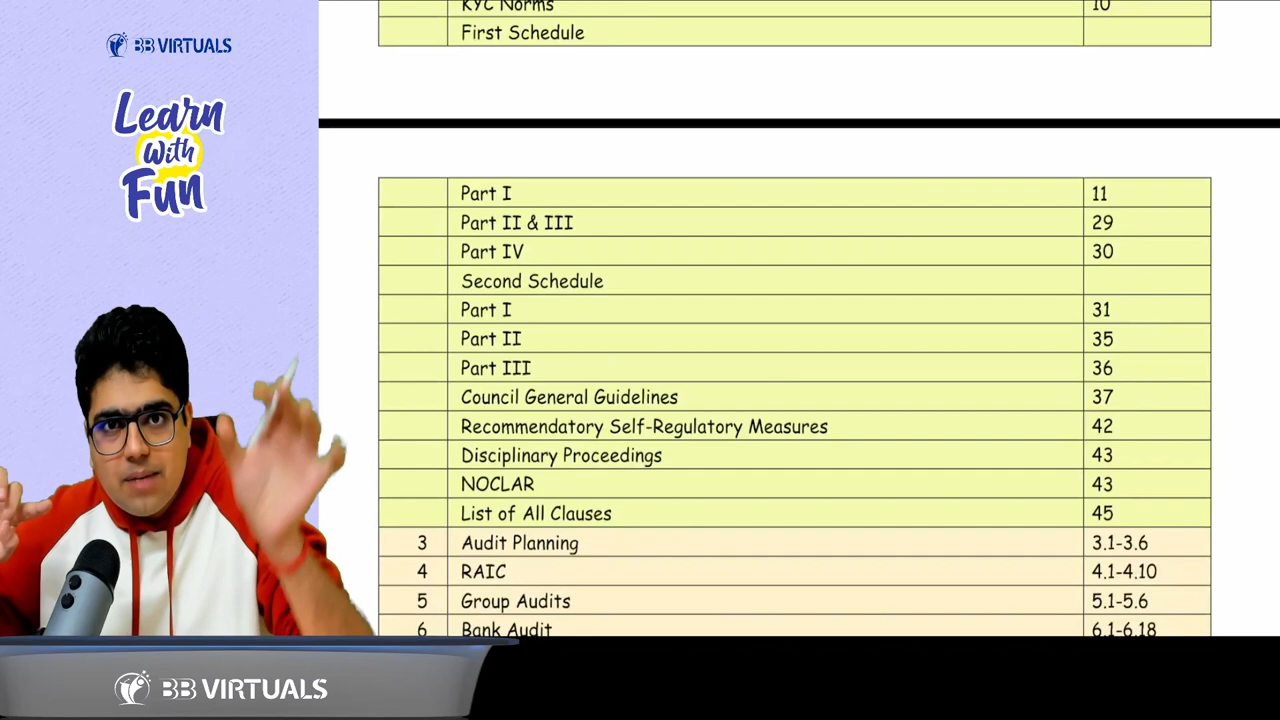 BB VIRTUALS
Learn
With
Fun
KYC Norms 10
First Schedule
Part I 11
Part II & III 29
Part IV 30
Second Schedule
Part I 31
Part II 35
Part III 36
Council General Guidelines 37
Recommendatory Self-Regulatory Measures 42
Disciplinary Proceedings 43
NOCLAR 43
List of All Clauses 45
3 Audit Planning 3.1-3.6
4 RAIC 4.1-4.10
5 Group Audits 5.1-5.6
6 Bank Audit 6.1-6.18
BB VIRTUALS